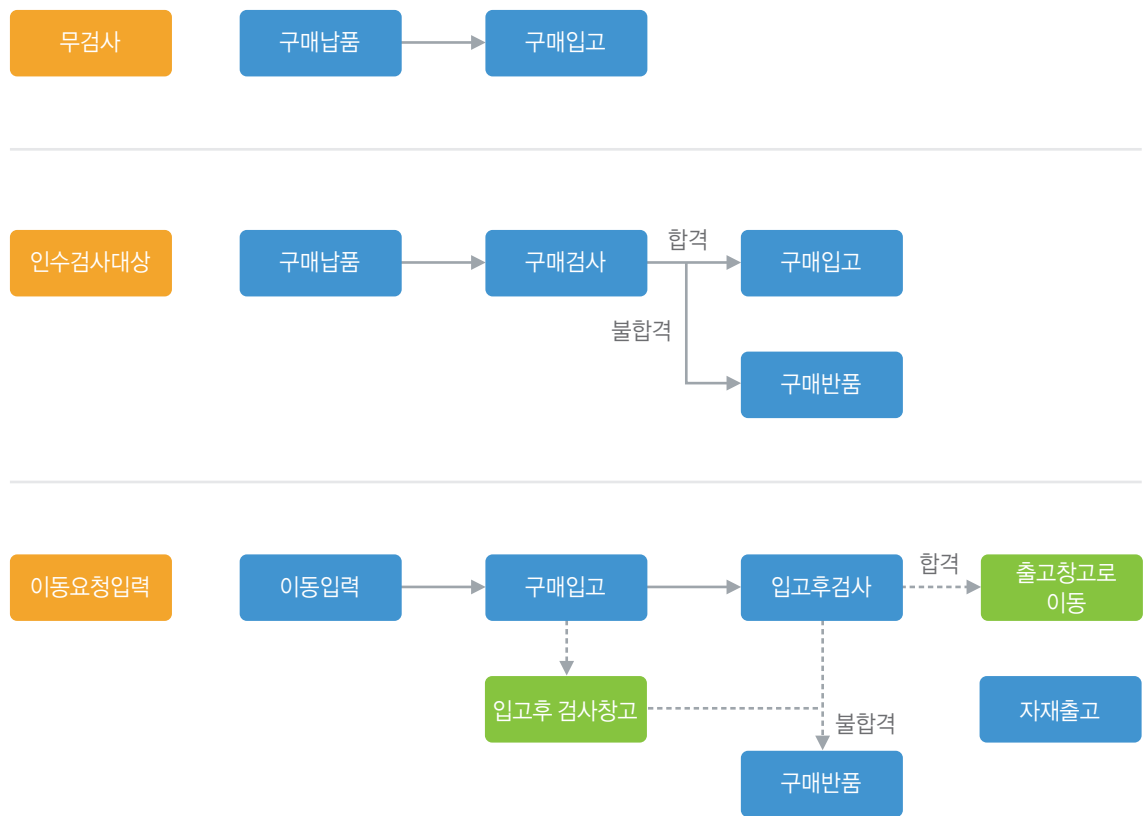 무검사
구매납품
구매입고
인수검사대상
구매납품
구매검사
합격
구매입고
불합격
구매반품
이동요청입력
이동입력
구매입고
입고후검사
합격
출고창고로
이동
입고후 검사창고
자재출고
불합격
구매반품